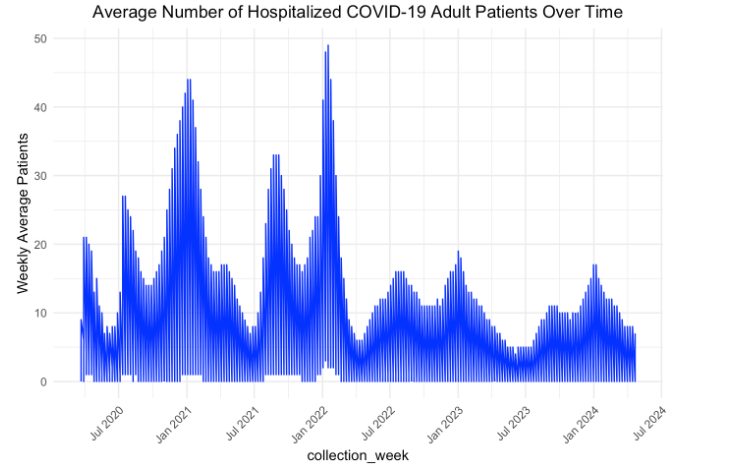 Average Number of Hospitalized COVID-19 Adult Patients Over Time
50
40
30
20
10
0
Weekly Average Patients
Jul 2020
Jan 2021
Jul 2021
Jan 2022
Jul 2022
Jan 2023
Jul 2023
Jan 2024
Jul 2024
collection_week